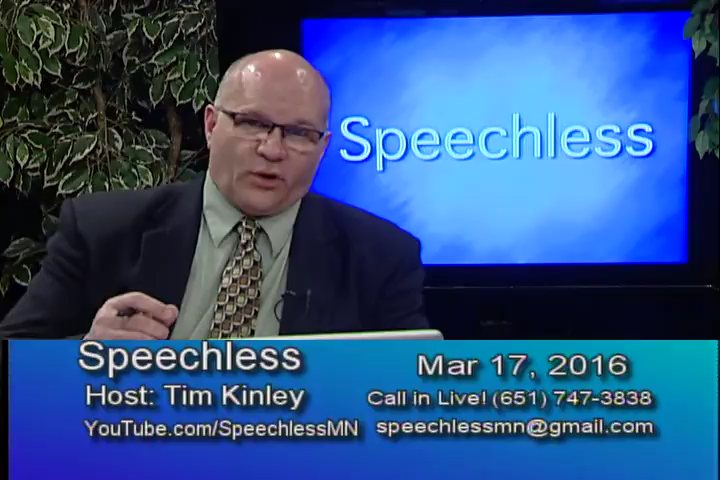 Speechless
Speechless
Mar 17, 2016
Host: Tim Kinley
Call in Live! (651) 747-3838
YouTube.com/SpeechlessMN
speechlessmn@gmail.com